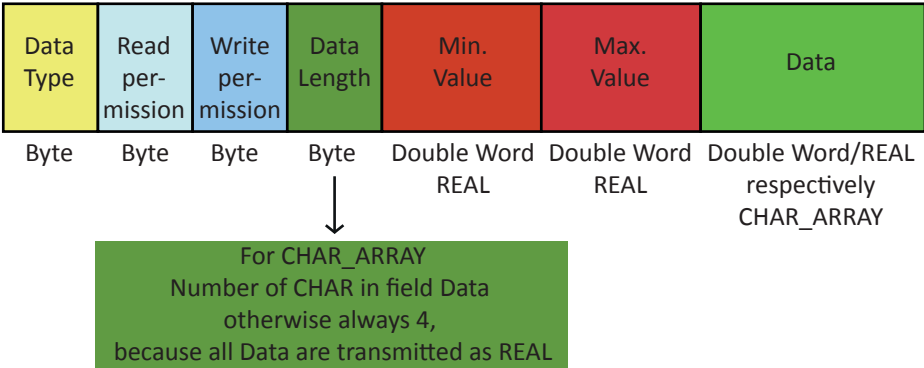 Data
Type
Read
per-
mission
Write
per-
mission
Data
Length
Min.
Value
Max.
Value
Data
Byte
Byte
Byte
Byte
Double Word
REAL
Double Word
REAL
Double Word/REAL
respectively
CHAR_ARRAY
For CHAR_ARRAY
Number of CHAR in field Data
otherwise always 4,
because all Data are transmitted as REAL